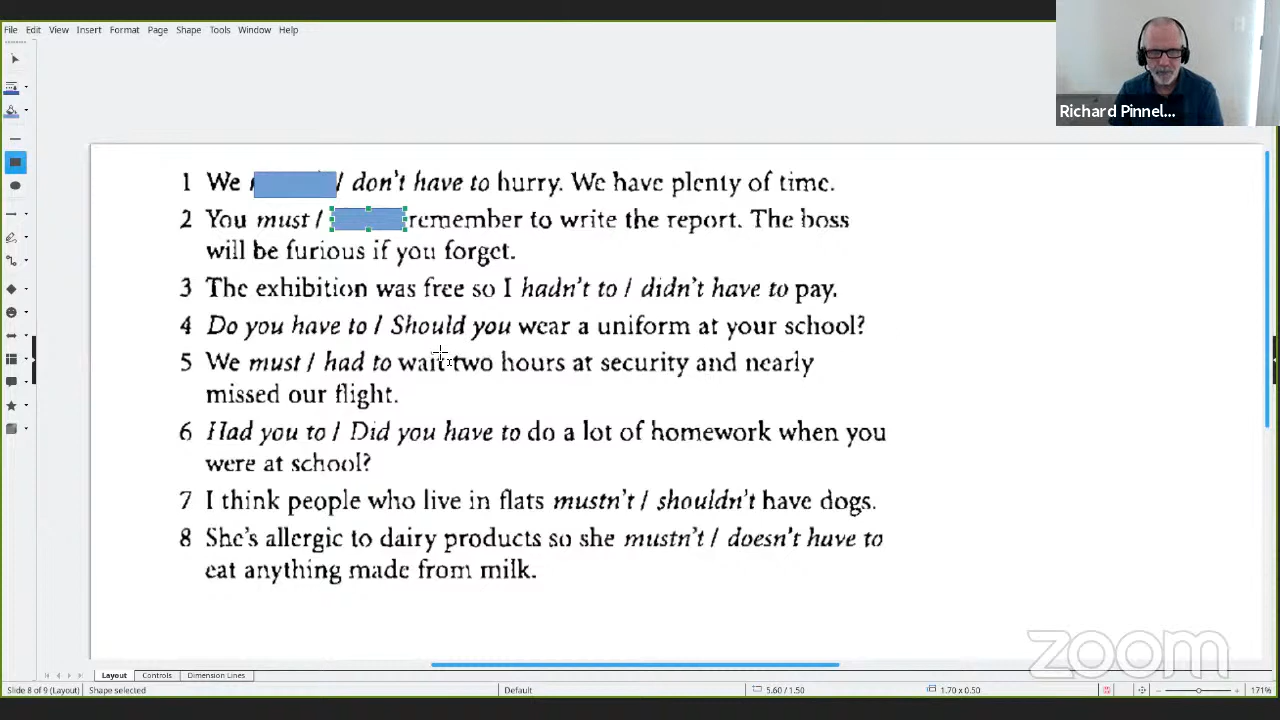 File Edit View Insert Format Page Shape Tools Window Help
Richard Pinnel...
1 We / don't have to hurry. We have plenty of time.
2 You must / remember to write the report. The boss
will be furious if you forget.
3 The exhibition was free so I hadn't to / didn't have to pay.
4 Do you have to / Should you wear a uniform at your school?
5 We must / had to wait two hours at security and nearly
missed our flight.
6 Had you to / Did you have to do a lot of homework when you
were at school?
7 I think people who live in flats mustn't / shouldn't have dogs.
8 She's allergic to dairy products so she mustn't / doesn't have to
eat anything made from milk.
zoom
Layout Controls Dimension Lines
Slide 8 of 9 (Layout) Shape selected Default 5.60 / 1.50 1.70 x 0.50 171%